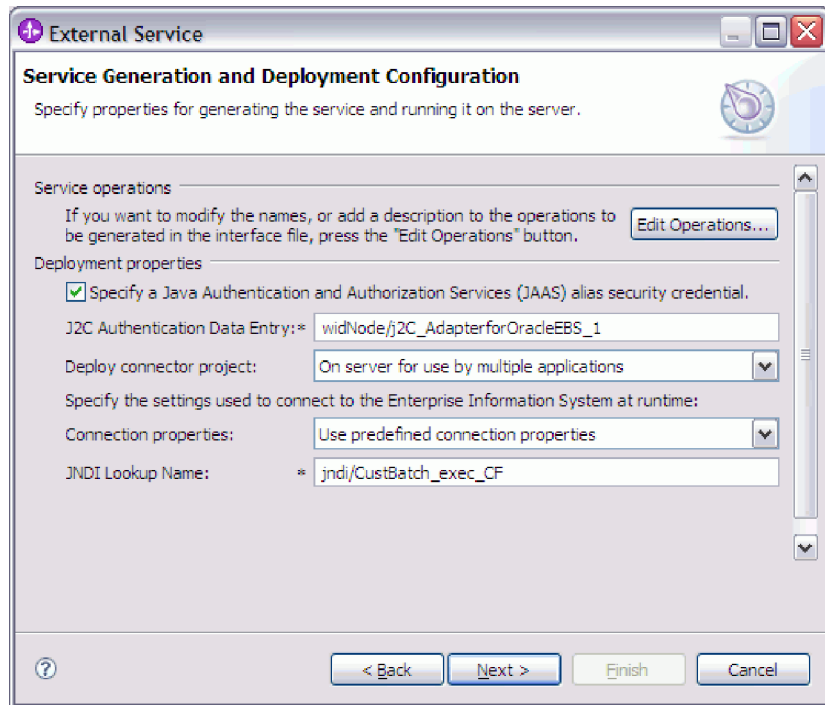 External Service
Service Generation and Deployment Configuration
Specify properties for generating the service and running it on the server.
Service operations
If you want to modify the names, or add a description to the operations to
be generated in the interface file, press the "Edit Operations" button.
Edit Operations...
Deployment properties
Specify a Java Authentication and Authorization Services (JAAS) alias security credential.
J2C Authentication Data Entry:* widNode/j2C_AdapterforOracleEBS_1
Deploy connector project: On server for use by multiple applications
Specify the settings used to connect to the Enterprise Information System at runtime:
Connection properties: Use predefined connection properties
JNDI Lookup Name: * jndi/CustBatch_exec_CF
? < Back Next > Finish Cancel